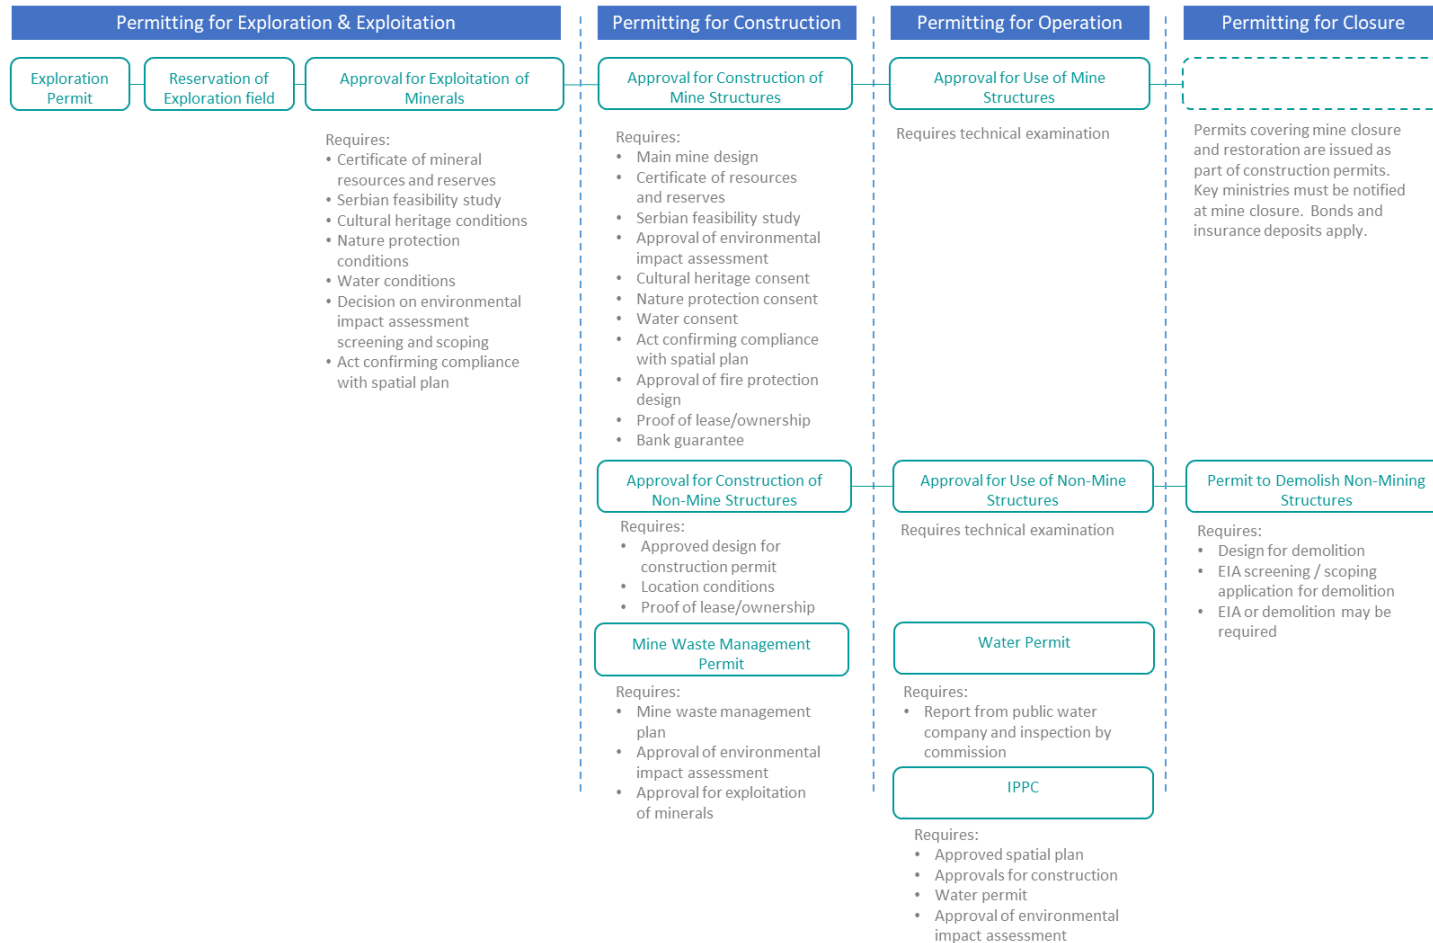 Permitting for Exploration & Exploitation
Exploration
Permit
Reservation of
Exploration field
Approval for Exploitation of
Minerals
Requires:
• Certificate of mineral
resources and reserves
• Serbian feasibility study
• Cultural heritage conditions
• Nature protection
conditions
• Water conditions
• Decision on environmental
impact assessment
screening and scoping
• Act confirming compliance
with spatial plan
Permitting for Construction
Approval for Construction of
Mine Structures
Requires:
• Main mine design
• Certificate of resources
and reserves
• Serbian feasibility study
• Approval of environmental
impact assessment
• Cultural heritage consent
• Nature protection consent
• Water consent
• Act confirming compliance
with spatial plan
• Approval of fire protection
design
• Proof of lease/ownership
• Bank guarantee
Approval for Construction of
Non-Mine Structures
Requires:
• Approved design for
construction permit
• Location conditions
• Proof of lease/ownership
Mine Waste Management
Permit
Requires:
• Mine waste management
plan
• Approval of environmental
impact assessment
• Approval for exploitation
of minerals
Permitting for Operation
Approval for Use of Mine
Structures
Requires technical examination
Approval for Use of Non-Mine
Structures
Requires technical examination
Water Permit
Requires:
• Report from public water
company and inspection by
commission
IPPC
Requires:
• Approved spatial plan
• Approvals for construction
• Water permit
• Approval of environmental
impact assessment
Permitting for Closure
Permits covering mine closure
and restoration are issued as
part of construction permits.
Key ministries must be notified
at mine closure. Bonds and
insurance deposits apply.
Permit to Demolish Non-Mining
Structures
Requires:
• Design for demolition
• EIA screening / scoping
application for demolition
• EIA or demolition may be
required